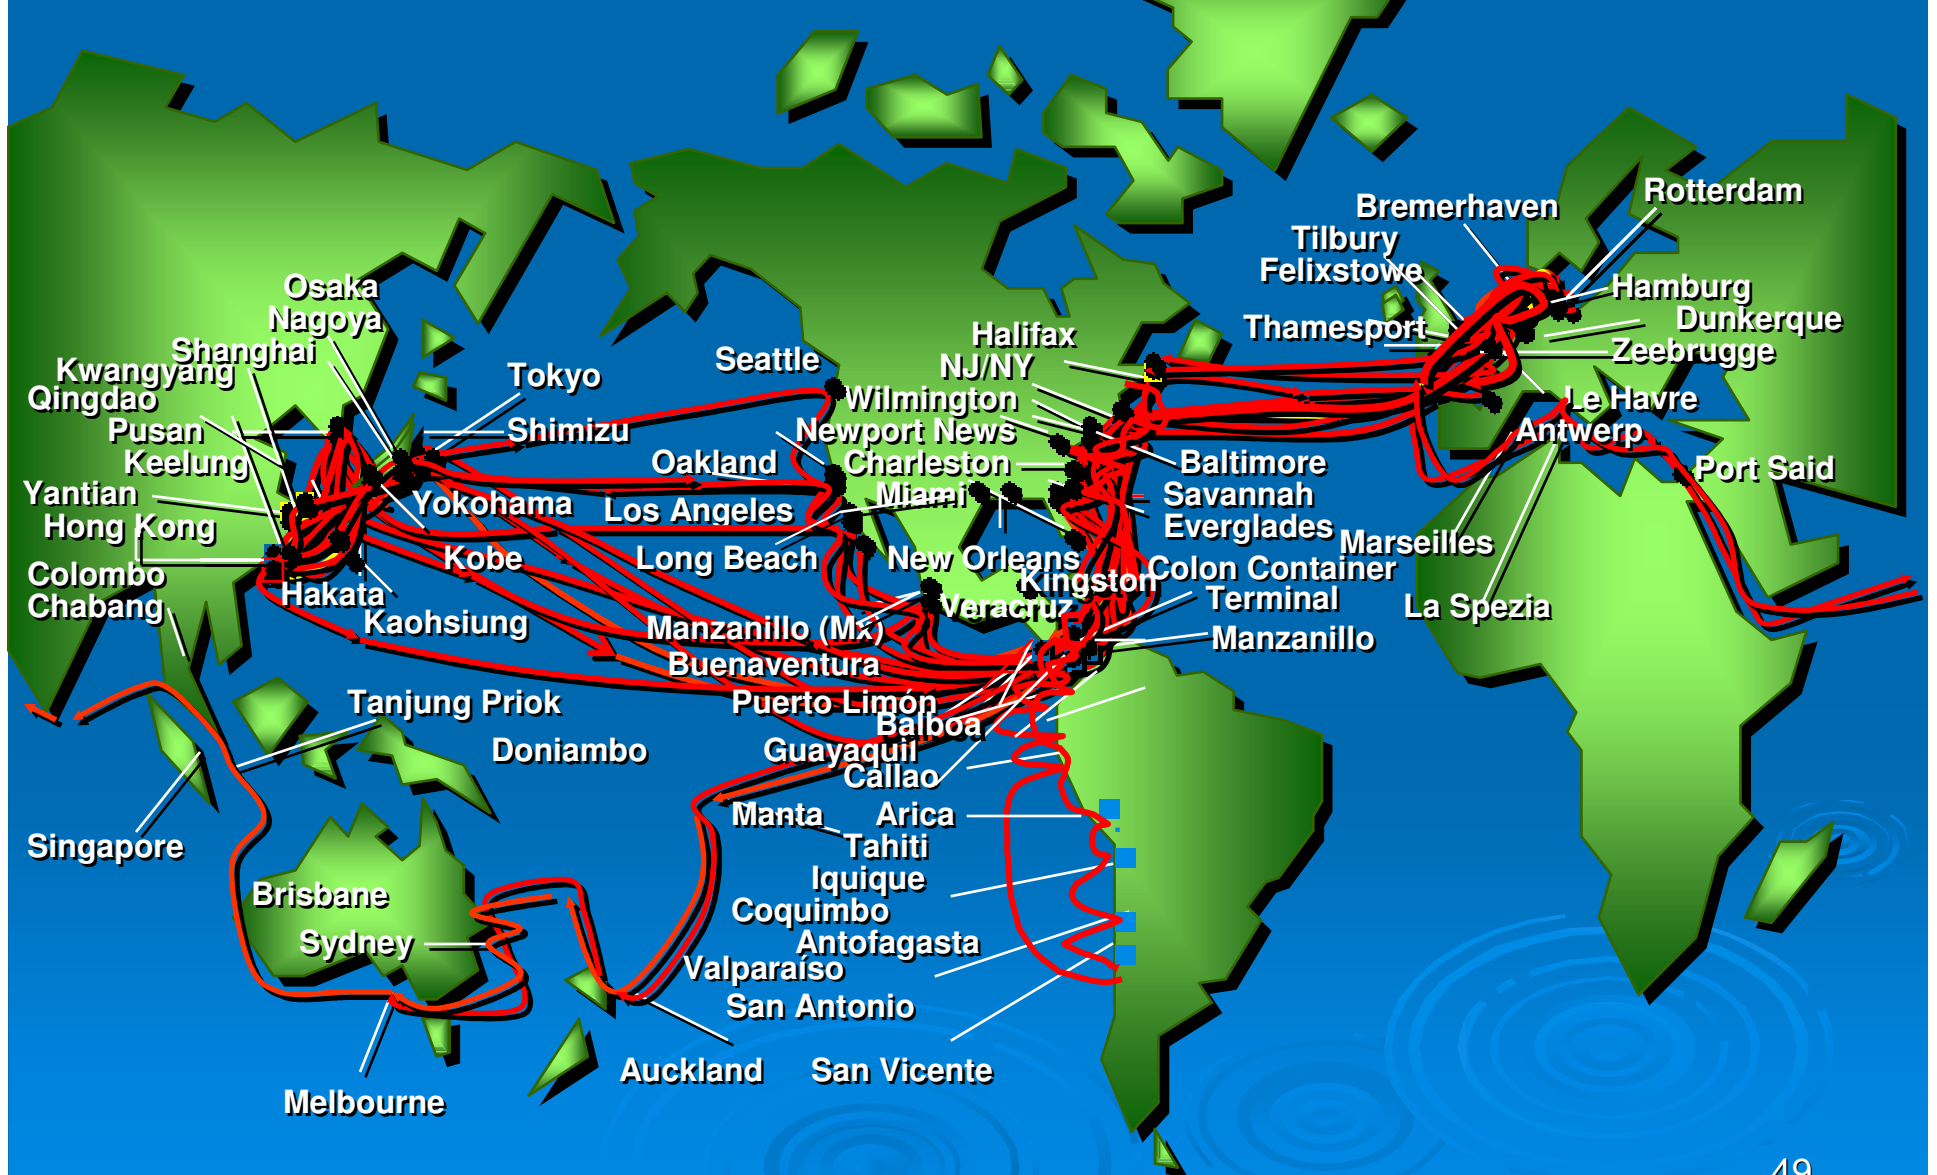 Bremerhaven
Rotterdam
Tilbury
Felixstowe
Hamburg
Thamesport
Dunkerque
Zeebrugge
Le Havre
Antwerp
Port Said
Marseilles
La Spezia
Osaka
Nagoya
Shanghai
Kwangyang
Qingdao
Pusan
Keelung
Yantian
Hong Kong
Colombo
Chabang
Tokyo
Shimizu
Yokohama
Kobe
Hakata
Kaohsiung
Seattle
Oakland
Los Angeles
Long Beach
Halifax
NJ/NY
Wilmington
Newport News
Charleston
Miami
Baltimore
Savannah
Everglades
New Orleans
Kingston
Colon Container
Terminal
Veracruz
Manzanillo
Manzanillo (Mx)
Buenaventura
Puerto Limón
Balboa
Guayaquil
Callao
Manta
Arica
Tahiti
Iquique
Coquimbo
Antofagasta
Valparaíso
San Antonio
San Vicente
Tanjung Priok
Doniambo
Singapore
Brisbane
Sydney
Auckland
Melbourne
49